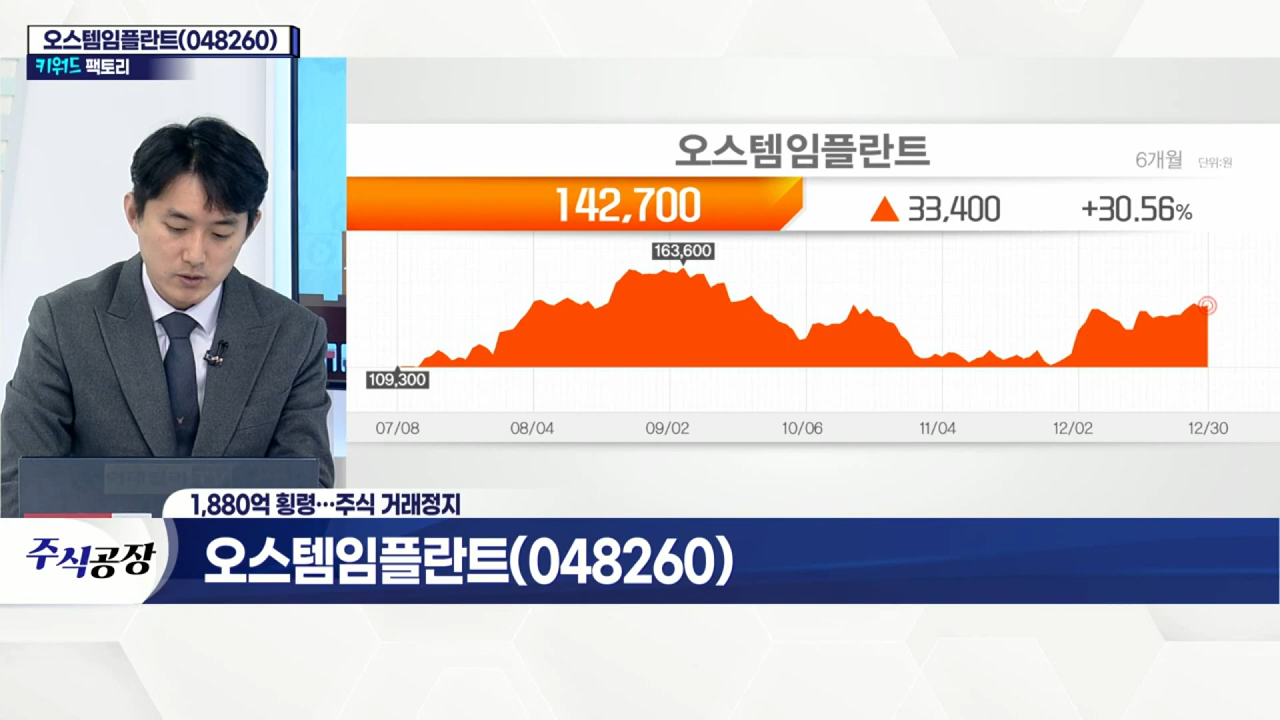 오스템임플란트(048260)
키워드 팩토리
오스템임플란트
6개월 단위:원
142,700 ▲ 33,400 +30.56%
163,600
109,300
07/08 08/04 09/02 10/06 11/04 12/02 12/30
1,880억 횡령…주식 거래정지
주식공장
오스템임플란트(048260)